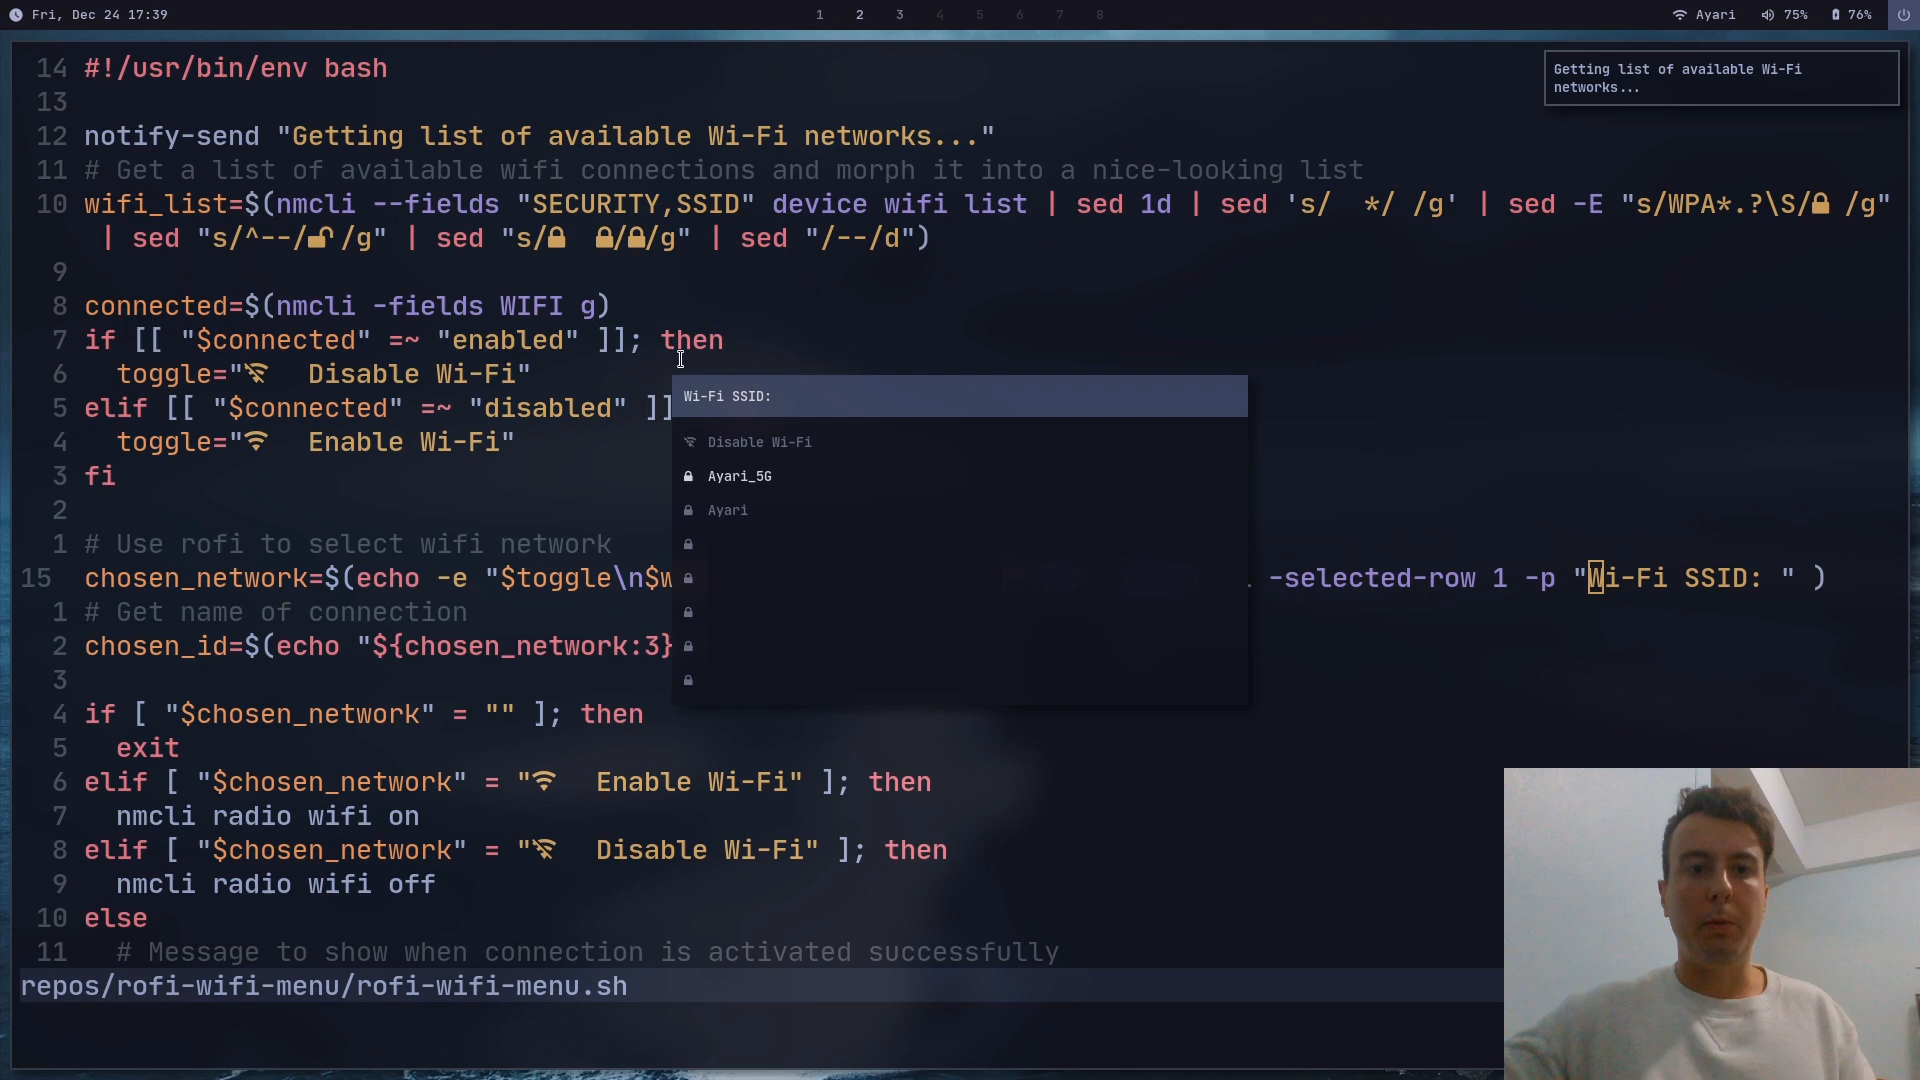 Fri, Dec 24 17:39
1 2 3 4 5 6 7 8
Ayari 75% 76%
Getting list of available Wi-Fi
networks...
14 #!/usr/bin/env bash
13
12 notify-send "Getting list of available Wi-Fi networks..."
11 # Get a list of available wifi connections and morph it into a nice-looking list
10 wifi_list=$(nmcli --fields "SECURITY,SSID" device wifi list | sed 1d | sed 's/  */ /g' | sed -E "s/WPA*.?\S/🔒 /g"
| sed "s/^--/🔓 /g" | sed "s/🔒  🔒/🔒/g" | sed "/--/d")
9
8 connected=$(nmcli -fields WIFI g)
7 if [[ "$connected" =~ "enabled" ]]; then
6 toggle="  Disable Wi-Fi"
5 elif [[ "$connected" =~ "disabled" ]]
4 toggle="  Enable Wi-Fi"
3 fi
2
1 # Use rofi to select wifi network
15 chosen_network=$(echo -e "$toggle\n$w -selected-row 1 -p "Wi-Fi SSID: " )
1 # Get name of connection
2 chosen_id=$(echo "${chosen_network:3}
3
4 if [ "$chosen_network" = "" ]; then
5 exit
6 elif [ "$chosen_network" = "  Enable Wi-Fi" ]; then
7 nmcli radio wifi on
8 elif [ "$chosen_network" = "  Disable Wi-Fi" ]; then
9 nmcli radio wifi off
10 else
11 # Message to show when connection is activated successfully
repos/rofi-wifi-menu/rofi-wifi-menu.sh
Wi-Fi SSID:
Disable Wi-Fi
Ayari_5G
Ayari